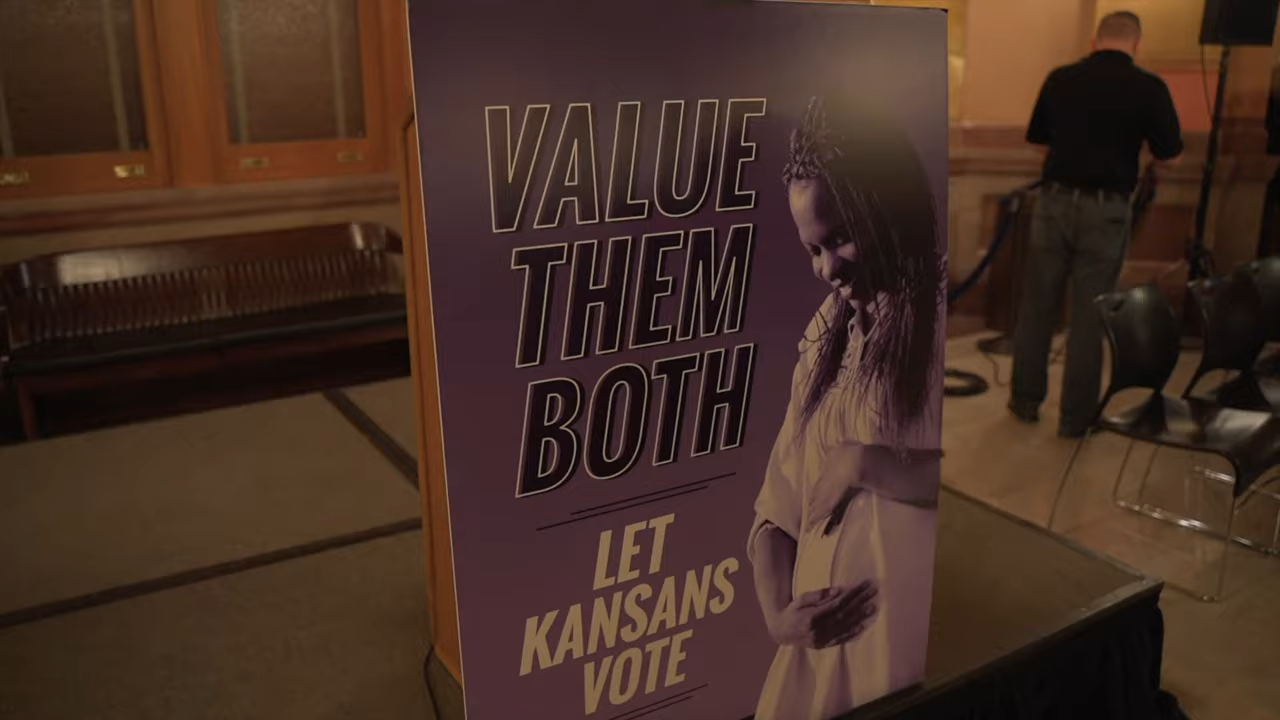 VALUE
THEM
BOTH
LET
KANSANS
VOTE